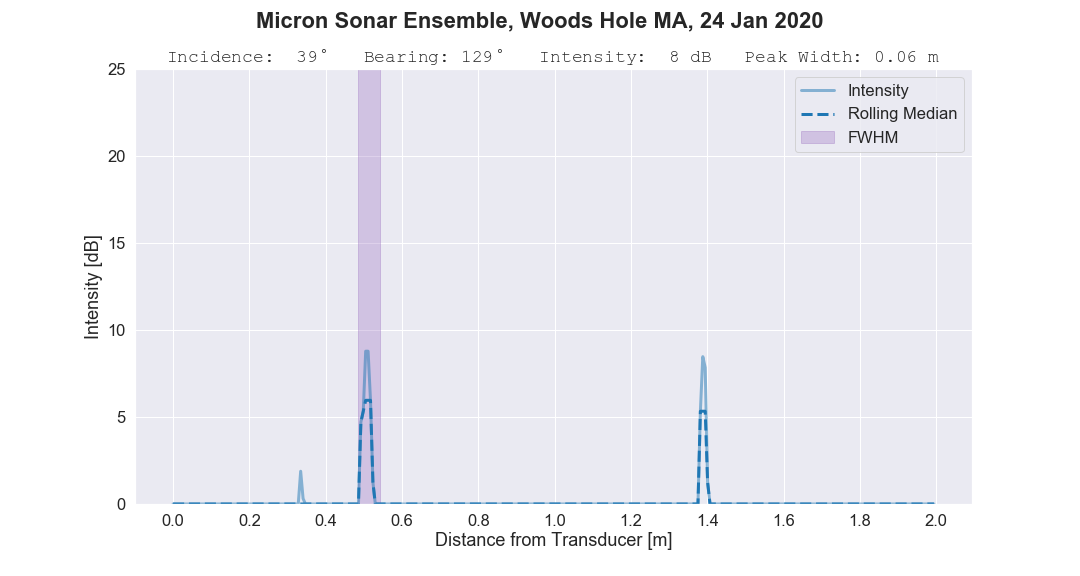 Micron Sonar Ensemble, Woods Hole MA, 24 Jan 2020
Incidence:  39°   Bearing: 129°   Intensity:  8 dB   Peak Width: 0.06 m
25
20
15
10
5
0
Intensity [dB]
Intensity
Rolling Median
FWHM
0.0 0.2 0.4 0.6 0.8 1.0 1.2 1.4 1.6 1.8 2.0
Distance from Transducer [m]